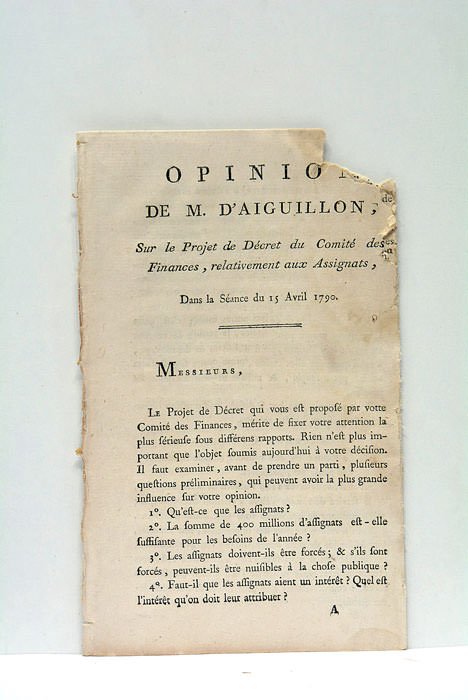 OPINION
DE M. D'AIGUILLON,
Sur le Projet de Décret du Comité des
Finances, relativement aux Assignats,
Dans la Séance du 15 Avril 1790.
MESSIEURS,
LE Projet de Décret qui vous est proposé par votre
Comité des Finances, mérite de fixer votre attention la
plus sérieuse sous différens rapports. Rien n'est plus im-
portant que l'objet soumis aujourd'hui à votre décision.
Il faut examiner, avant de prendre un parti, plusieurs
questions préliminaires, qui peuvent avoir la plus grande
influence sur votre opinion.
1°. Qu'est-ce que les assignats ?
2°. La somme de 400 millions d'assignats est-elle
suffisante pour les besoins de l'année ?
3°. Les assignats doivent-ils être forcés ; & s'ils sont
forcés, peuvent-ils être nuisibles à la chose publique ?
4°. Faut-il que les assignats aient un intérêt ? Quel est
l'intérêt qu'on doit leur attribuer ?
A